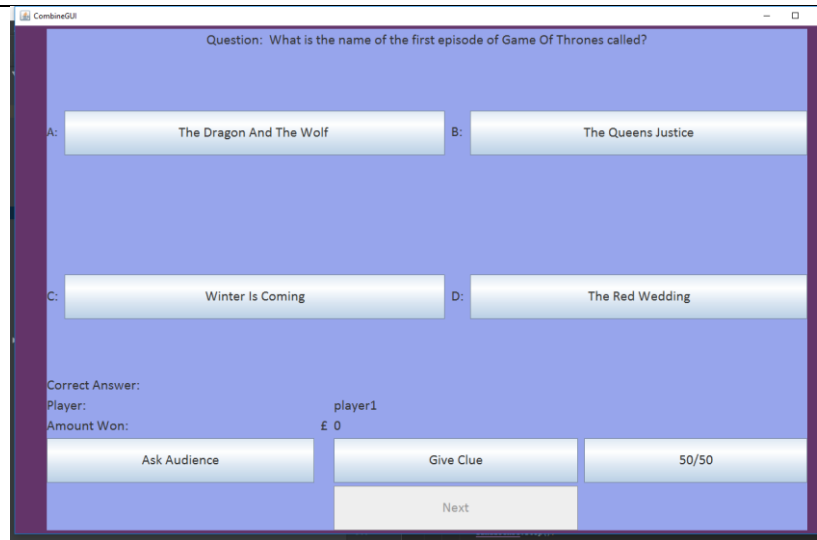 CombineGUI
Question: What is the name of the first episode of Game Of Thrones called?
A: The Dragon And The Wolf B: The Queens Justice
C: Winter Is Coming D: The Red Wedding
Correct Answer:
Player: player1
Amount Won: £ 0
Ask Audience Give Clue 50/50
Next